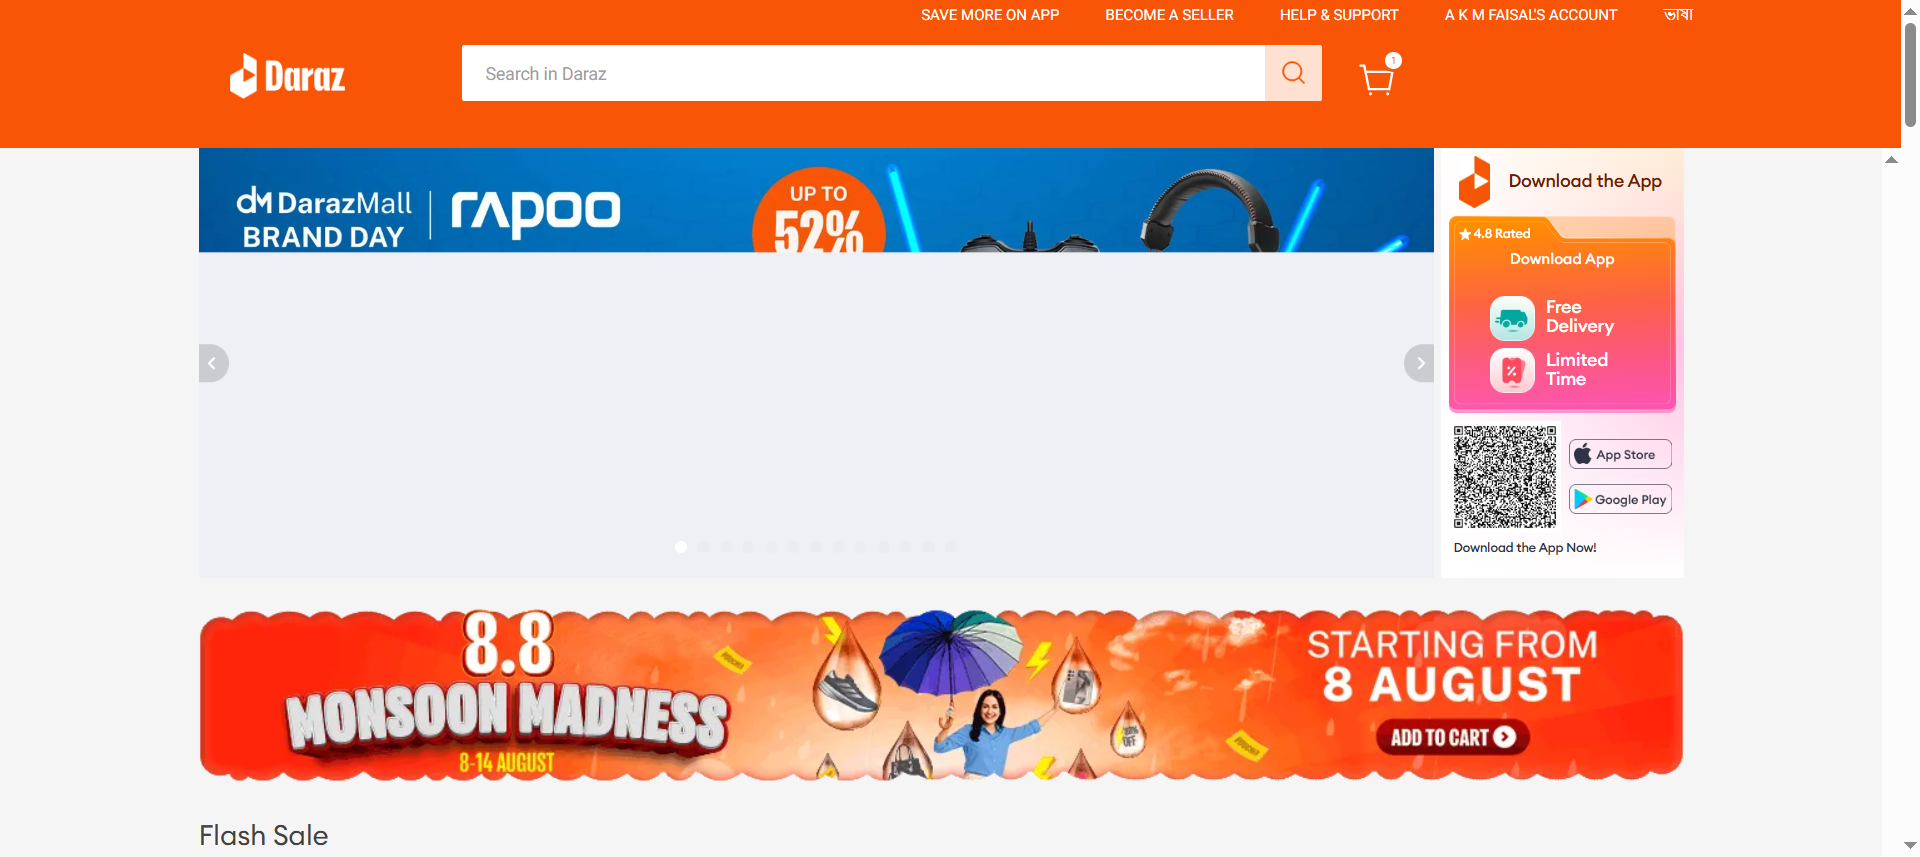 SAVE MORE ON APP
BECOME A SELLER
HELP & SUPPORT
A K M FAISAL'S ACCOUNT
ভাষা
Daraz
Search in Daraz
1
DarazMall
BRAND DAY
rapoo
UP TO
52%
Download the App
4.8 Rated
Download App
Free
Delivery
Limited
Time
App Store
Google Play
Download the App Now!
8.8
MONSOON MADNESS
8-14 AUGUST
VOUCHER
VOUCHER
OFF
STARTING FROM
8 AUGUST
ADD TO CART
Flash Sale